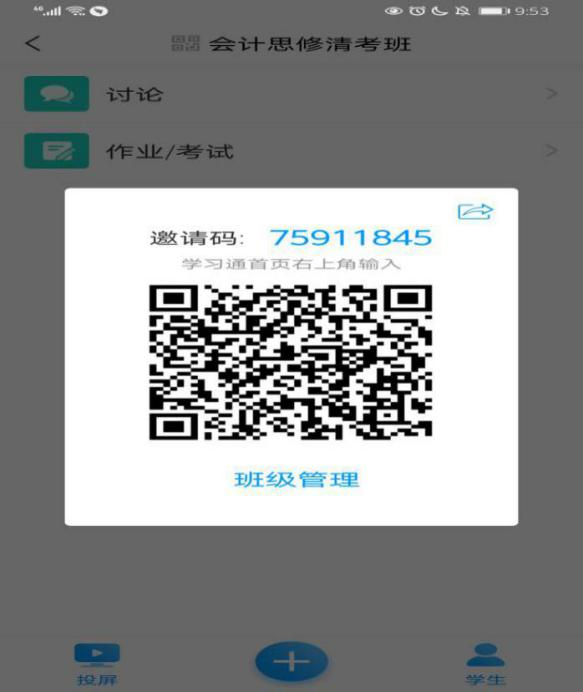 4G 9:53
会计思修清考班
讨论
作业/考试
邀请码: 75911845
学习通首页右上角输入
班级管理
投屏
学生